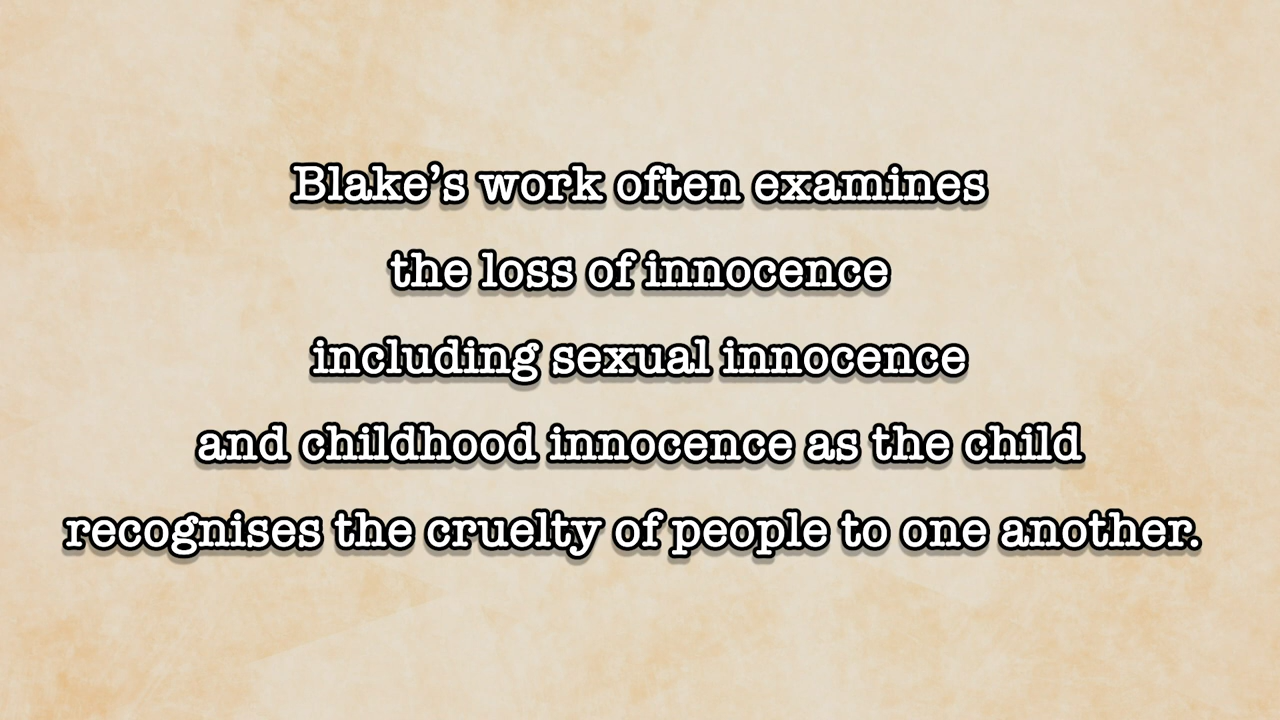 Blake’s work often examines
the loss of innocence
including sexual innocence
and childhood innocence as the child
recognises the cruelty of people to one another.